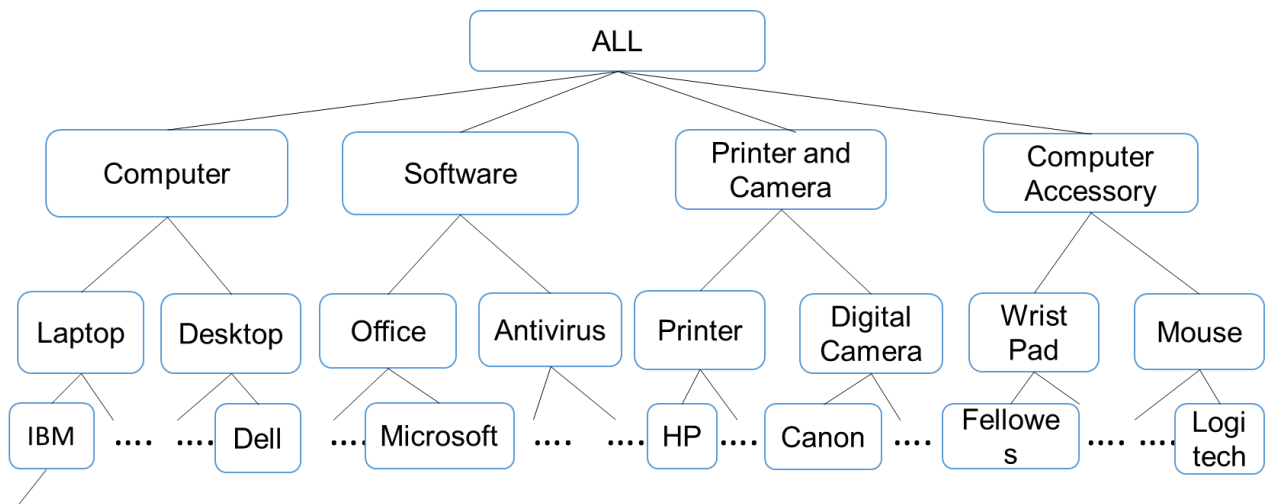 ALL
Computer
Software
Printer and
Camera
Computer
Accessory
Laptop
Desktop
Office
Antivirus
Printer
Digital
Camera
Wrist
Pad
Mouse
IBM
....
....
Dell
....
Microsoft
....
....
HP
....
Canon
....
Fellowe
s
....
....
Logi
tech